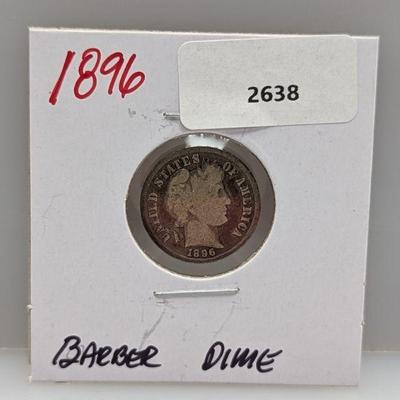 1896
2638
UNITED STATES OF AMERICA
1896
BARBER DIME